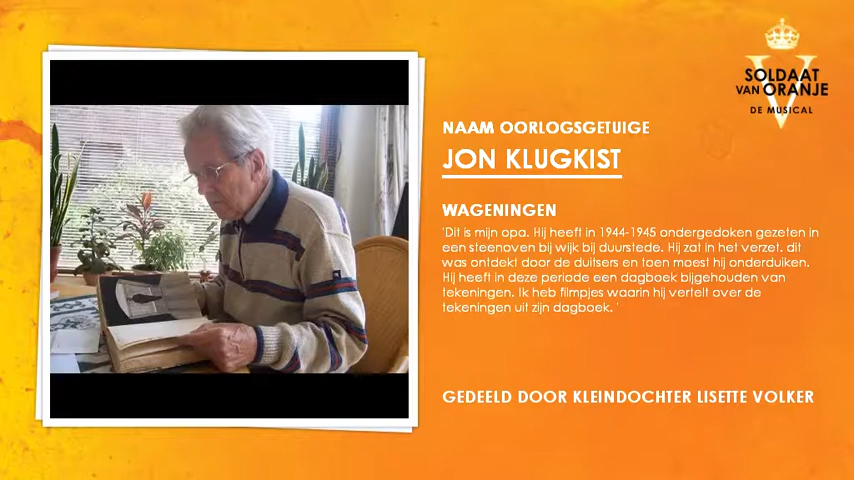 SOLDAAT
VAN ORANJE
DE MUSICAL
NAAM OORLOGSGETUIGE
JON KLUGKIST
WAGENINGEN
'Dit is mijn opa. Hij heeft in 1944-1945 ondergedoken gezeten in
een steenoven bij wijk bij duurstede. Hij zat in het verzet. dit
was ontdekt door de duitsers en toen moest hij onderduiken.
Hij heeft in deze periode een dagboek bijgehouden van
tekeningen. Ik heb filmpjes waarin hij vertelt over de
tekeningen uit zijn dagboek. '
GEDEELD DOOR KLEINDOCHTER LISETTE VOLKER